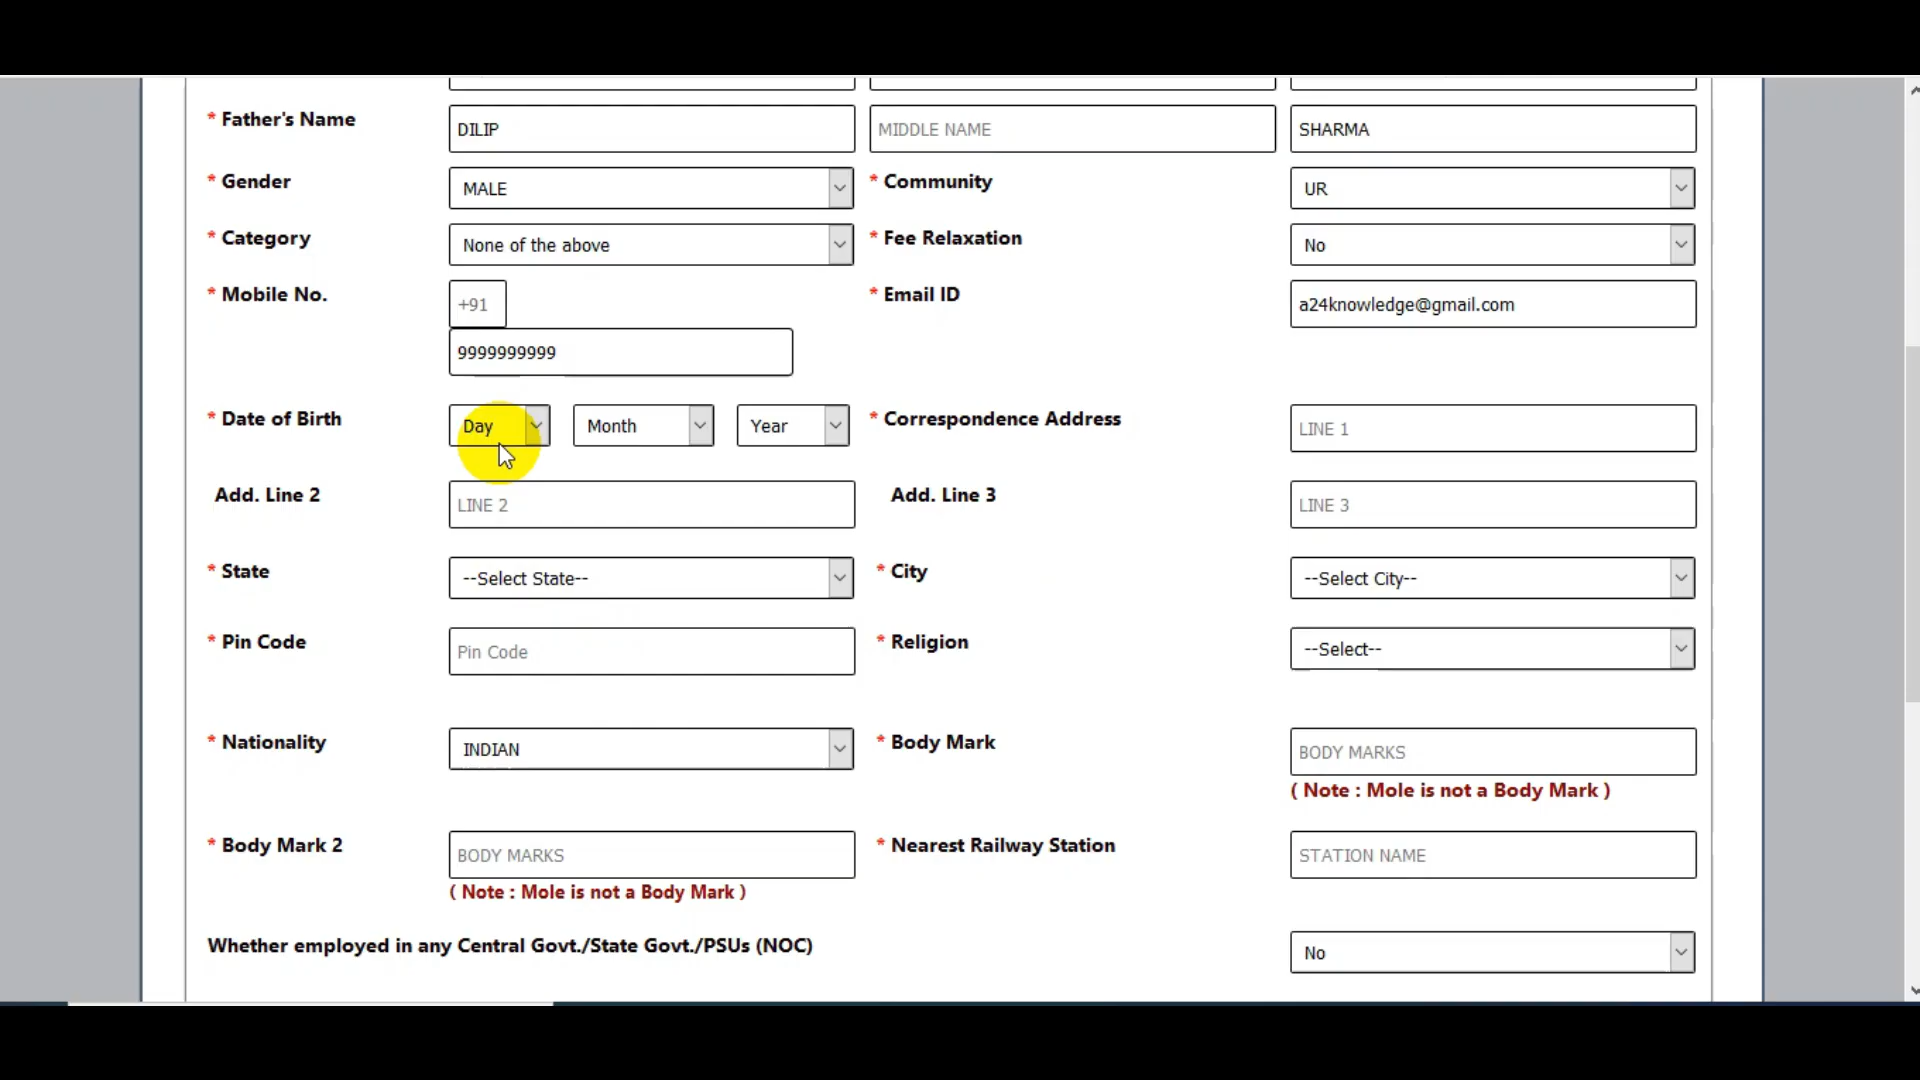 * Father's Name DILIP MIDDLE NAME SHARMA
* Gender MALE * Community UR
* Category None of the above * Fee Relaxation No
* Mobile No. +91 * Email ID a24knowledge@gmail.com
9999999999
* Date of Birth Day Month Year * Correspondence Address LINE 1
Add. Line 2 LINE 2 Add. Line 3 LINE 3
* State --Select State-- * City --Select City--
* Pin Code Pin Code * Religion --Select--
* Nationality INDIAN * Body Mark BODY MARKS
( Note : Mole is not a Body Mark )
* Body Mark 2 BODY MARKS * Nearest Railway Station STATION NAME
( Note : Mole is not a Body Mark )
Whether employed in any Central Govt./State Govt./PSUs (NOC) No